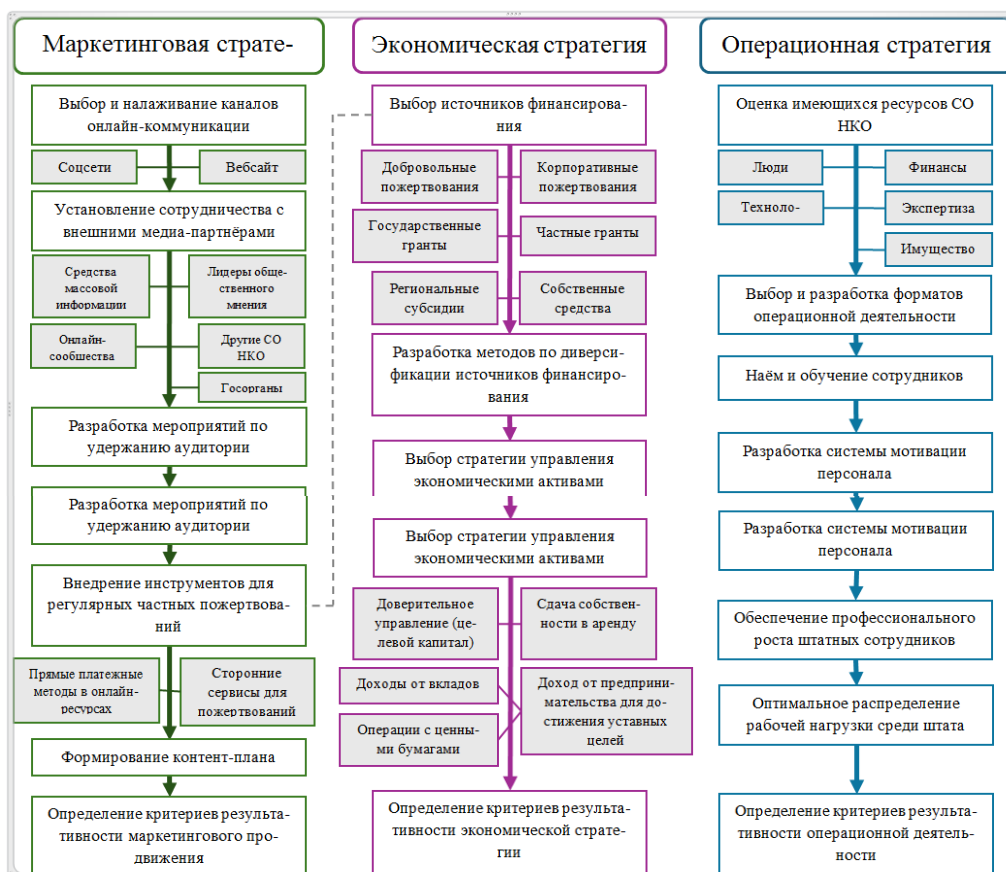 Маркетинговая страте-
Выбор и налаживание каналов
онлайн-коммуникации
Соцсети
Вебсайт
Установление сотрудничества с
внешними медиа-партнёрами
Средства
массовой
информации
Лидеры обще-
ственного
мнения
Онлайн-
сообщества
Другие СО
НКО
Госорганы
Разработка мероприятий по
удержанию аудитории
Разработка мероприятий по
удержанию аудитории
Внедрение инструментов для
регулярных частных пожертвова-
ний
Прямые платежные
методы в онлайн-
ресурсах
Сторонние
сервисы для
пожертвований
Формирование контент-плана
Определение критериев результа-
тивности маркетингового про-
движения
Экономическая стратегия
Выбор источников финансирова-
ния
Добровольные
пожертвования
Корпоративные
пожертвования
Государственные
гранты
Частные гранты
Региональные
субсидии
Собственные
средства
Разработка методов по диверси-
фикации источников финансиро-
вания
Выбор стратегии управления
экономическими активами
Выбор стратегии управления
экономическими активами
Доверительное
управление (це-
левой капитал)
Сдача собствен-
ности в аренду
Доходы от вкладов
Операции с ценны-
ми бумагами
Доход от предприни-
мательства для до-
стижения уставных
целей
Определение критериев результа-
тивности экономической страте-
гии
Операционная стратегия
Оценка имеющихся ресурсов СО
НКО
Люди
Финансы
Техноло-
Экспертиза
Имущество
Выбор и разработка форматов
операционной деятельности
Наём и обучение сотрудников
Разработка системы мотивации
персонала
Разработка системы мотивации
персонала
Обеспечение профессионального
роста штатных сотрудников
Оптимальное распределение
рабочей нагрузки среди штата
Определение критериев результа-
тивности операционной деятель-
ности